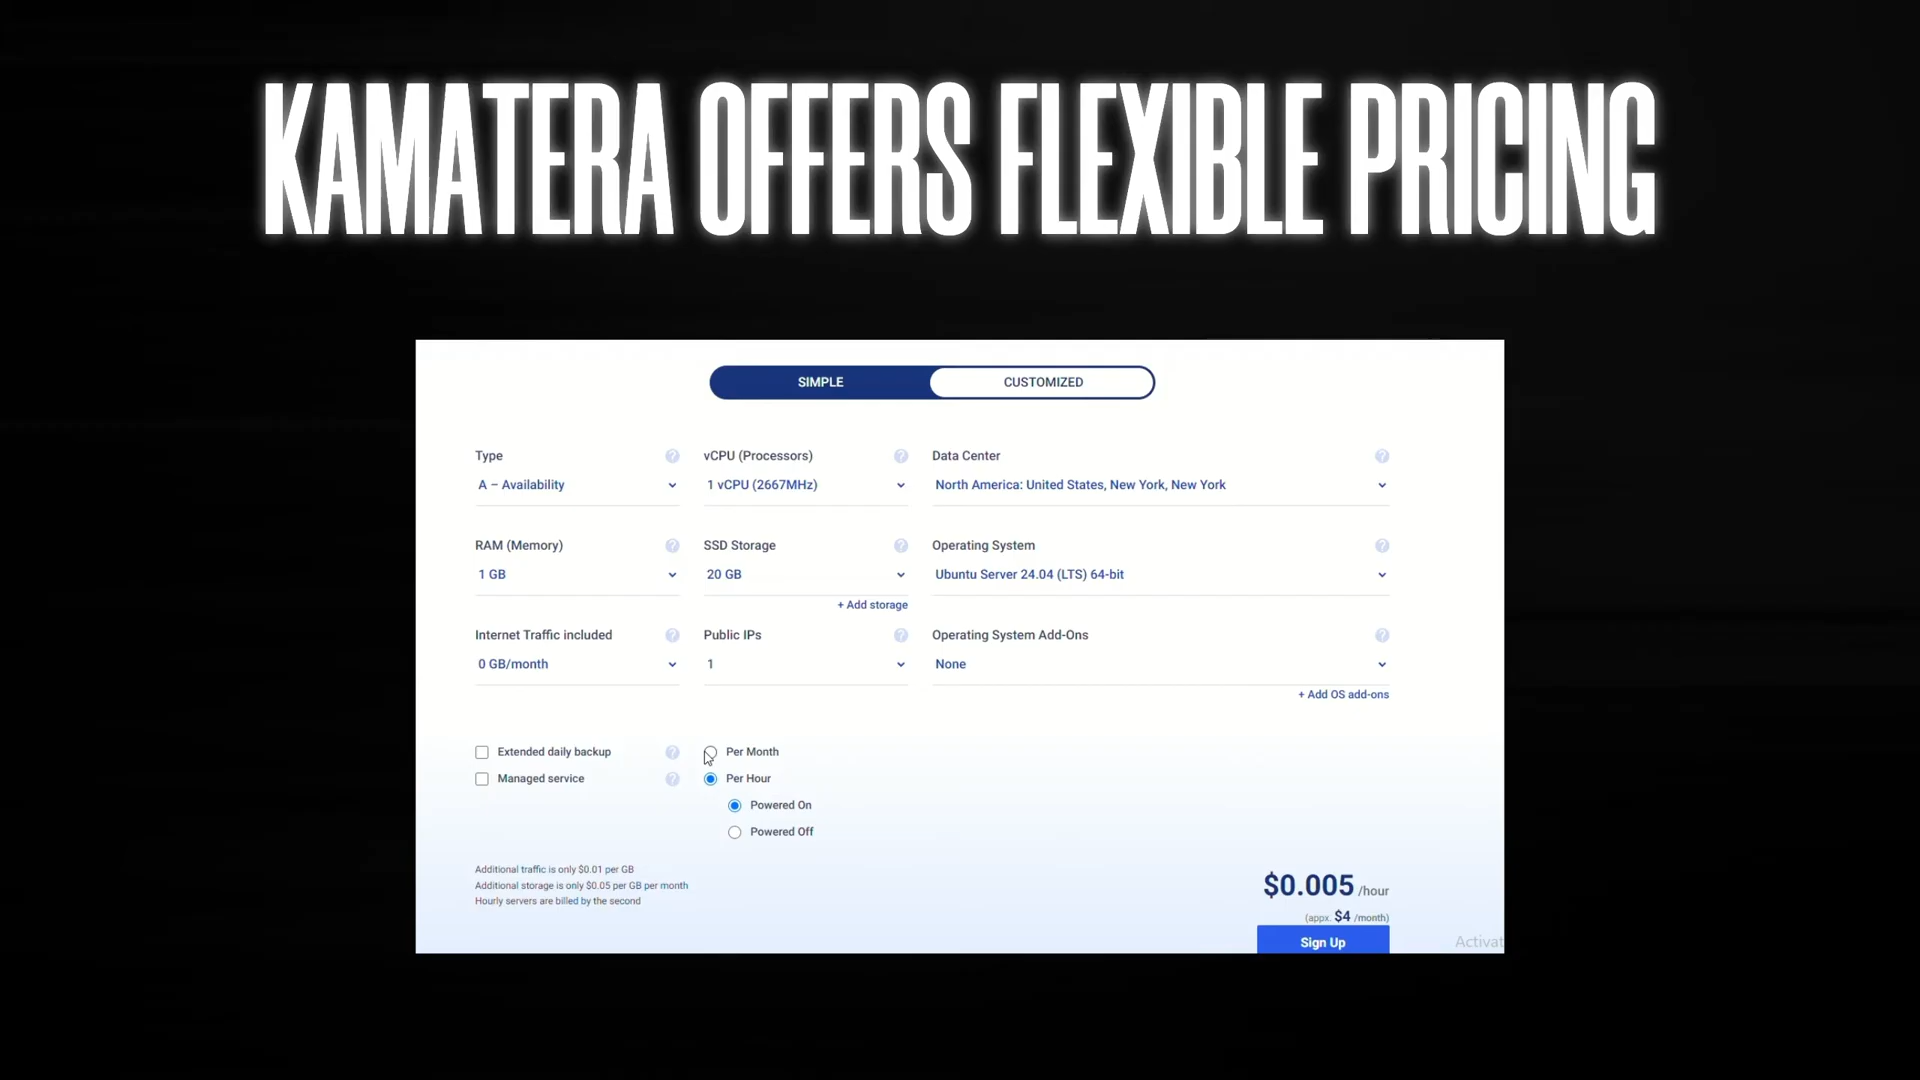 KAMATERA OFFERS FLEXIBLE PRICING
SIMPLE CUSTOMIZED
Type ? vCPU (Processors) ? Data Center ?
A – Availability 1 vCPU (2667MHz) North America: United States, New York, New York
RAM (Memory) ? SSD Storage ? Operating System ?
1 GB 20 GB Ubuntu Server 24.04 (LTS) 64-bit
+ Add storage
Internet Traffic included ? Public IPs ? Operating System Add-Ons ?
0 GB/month 1 None
+ Add OS add-ons
Extended daily backup ? Per Month
Managed service ? Per Hour
Powered On
Powered Off
Additional traffic is only $0.01 per GB
Additional storage is only $0.05 per GB per month
Hourly servers are billed by the second
$0.005 /hour
(appx. $4 /month)
Sign Up
Activat